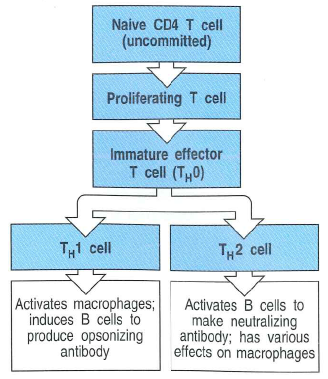 Naive CD4 T cell
(uncommitted)
Proliferating T cell
Immature effector
T cell (TH0)
TH1 cell
TH2 cell
Activates macrophages;
induces B cells to
produce opsonizing
antibody
Activates B cells to
make neutralizing
antibody; has various
effects on macrophages